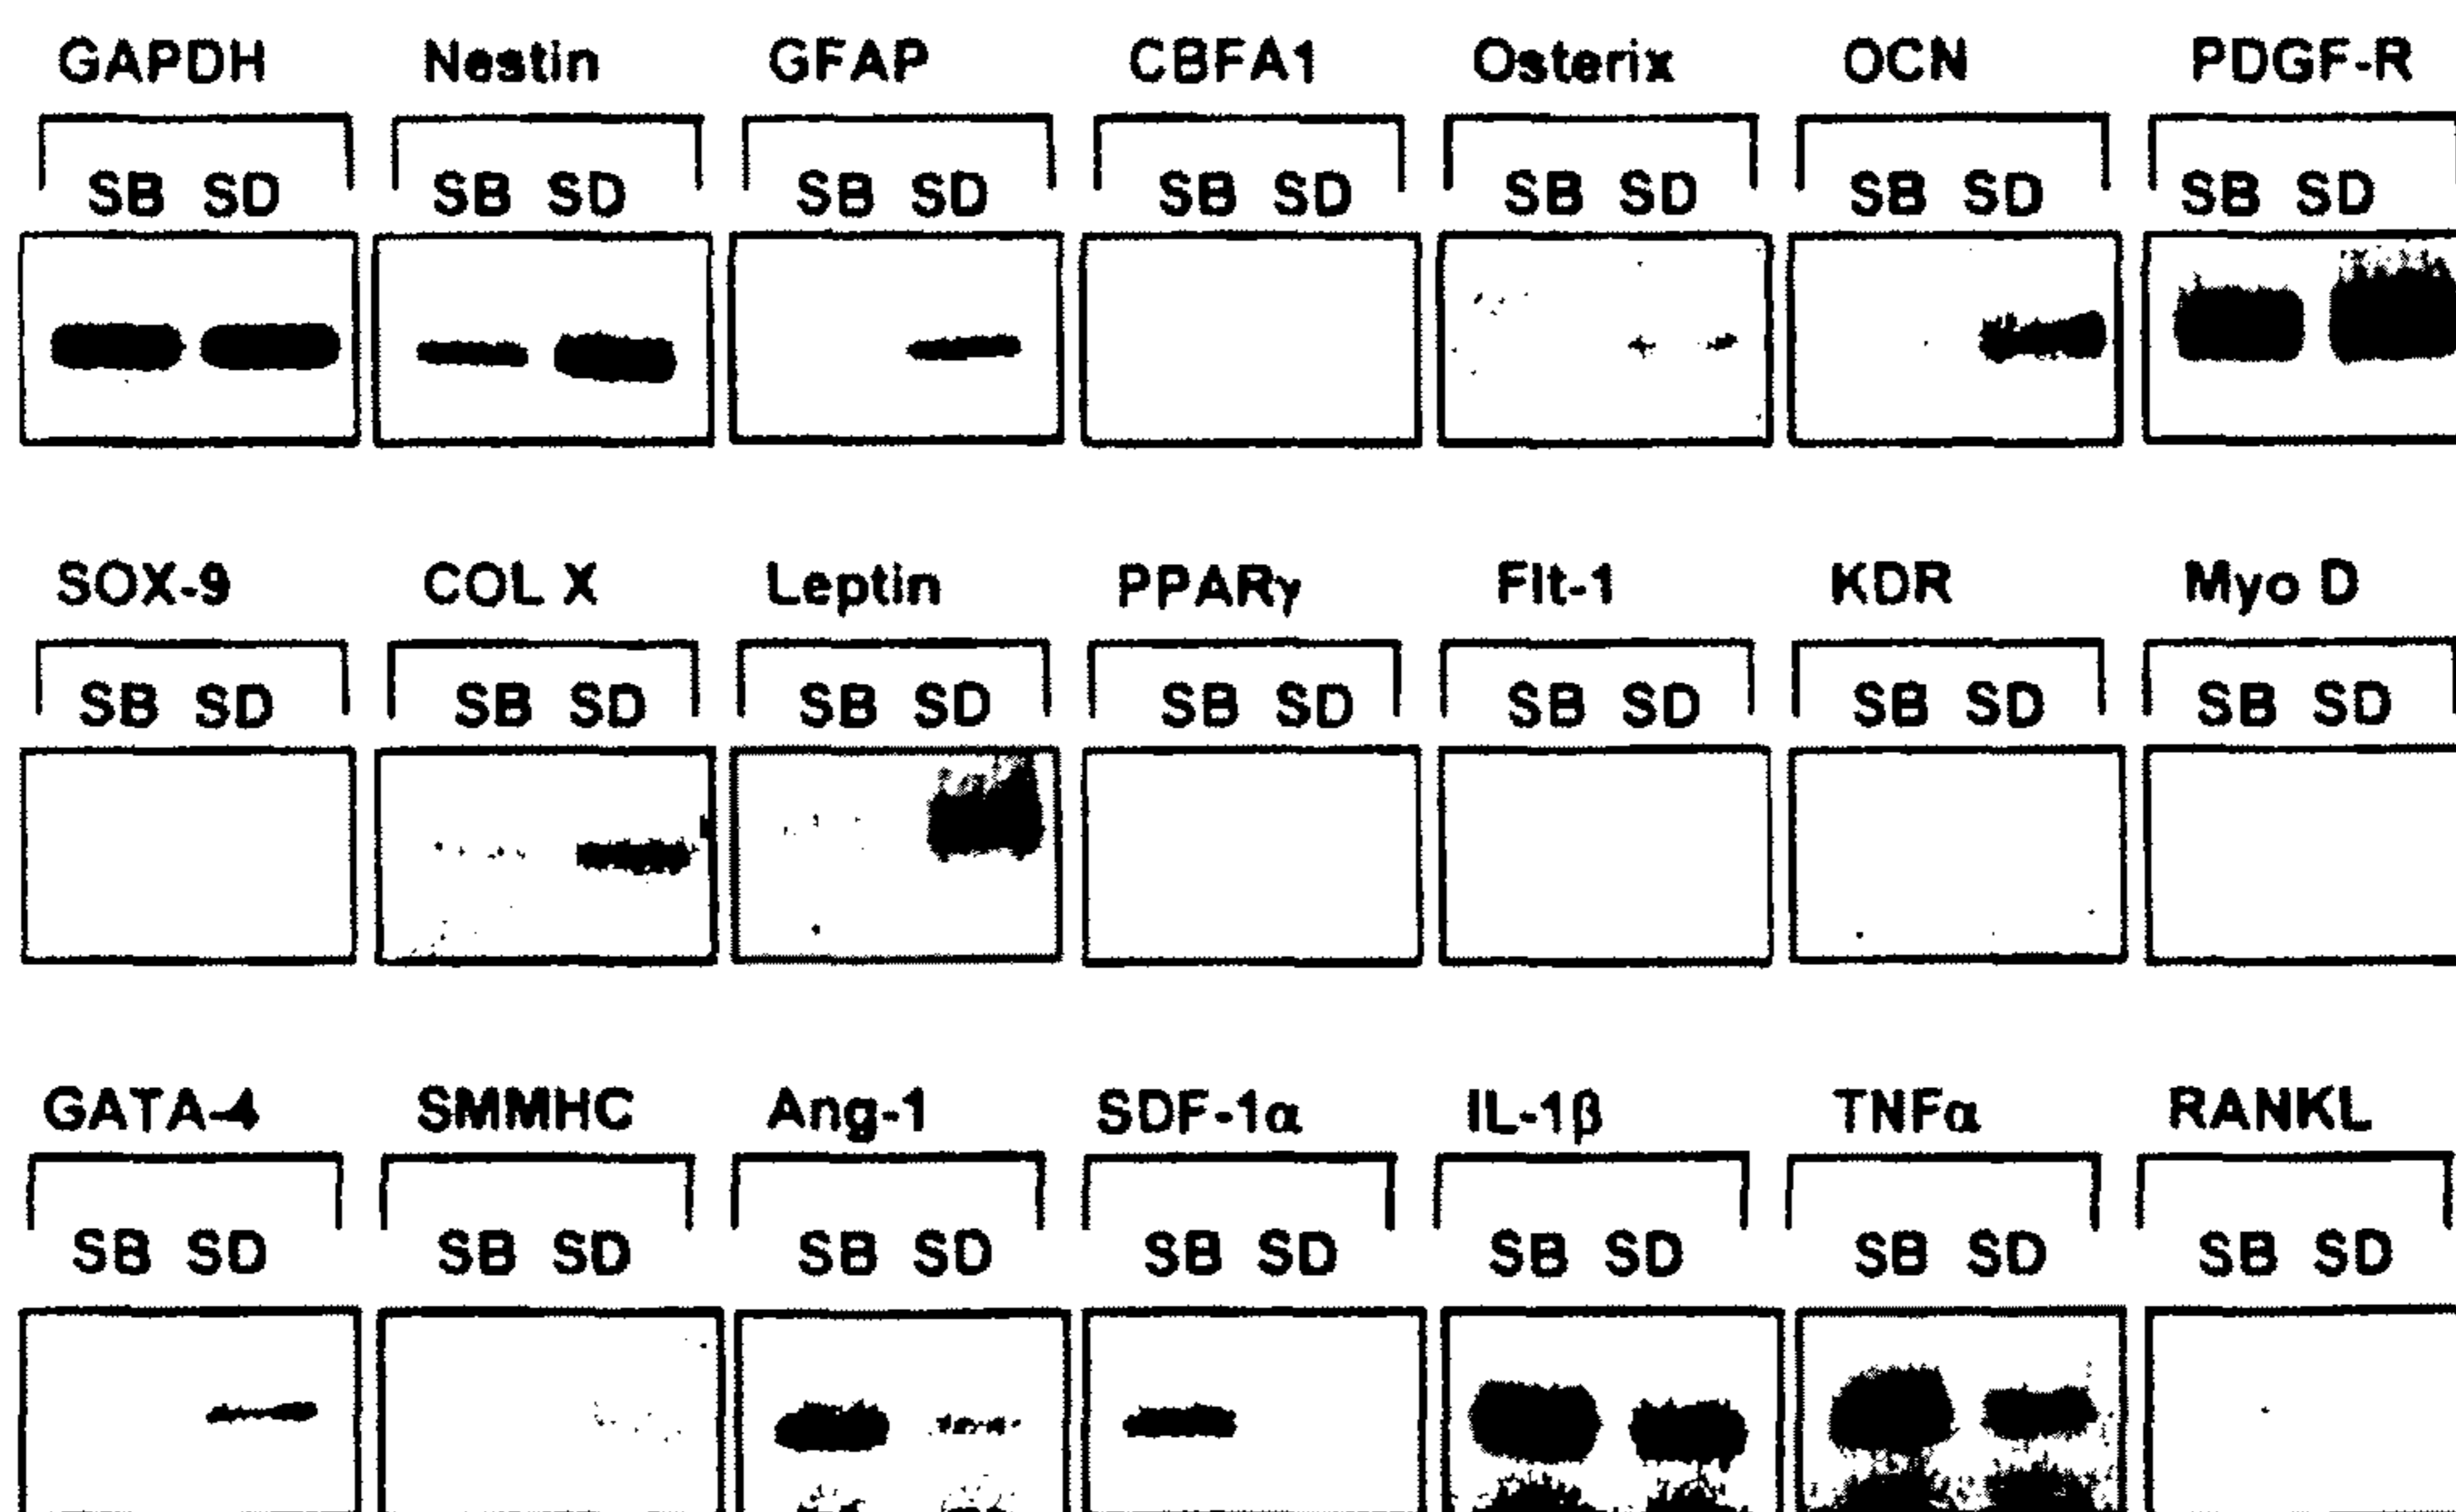 GAPDH Nestin GFAP CBFA1 Osterix OCN PDGF-R
SB SD SB SD SB SD SB SD SB SD SB SD SB SD
SOX-9 COL X Leptin PPARγ Flt-1 KDR Myo D
SB SD SB SD SB SD SB SD SB SD SB SD SB SD
GATA-4 SMMHC Ang-1 SDF-1α IL-1β TNFα RANKL
SB SD SB SD SB SD SB SD SB SD SB SD SB SD